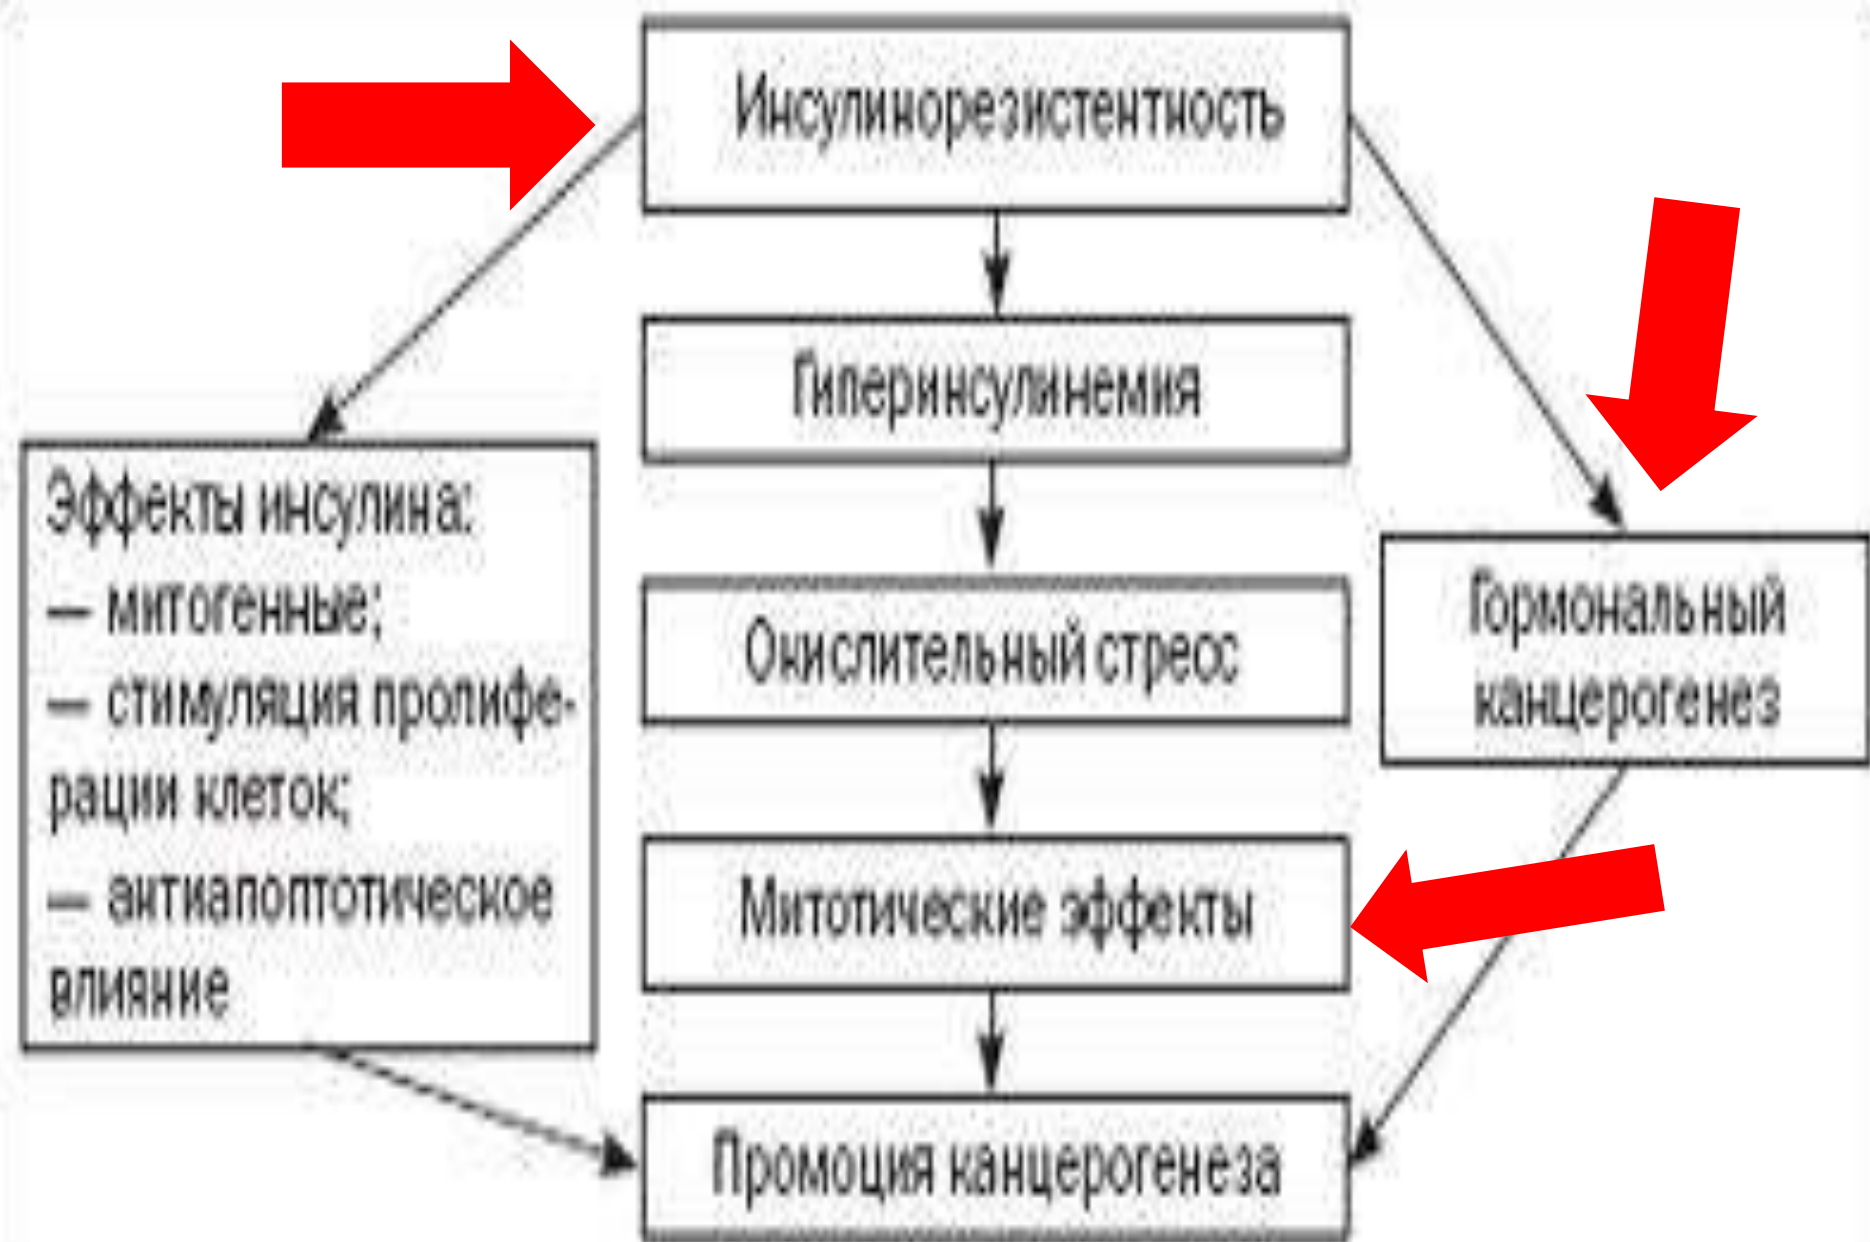 Инсулинорезистентность
Гиперинсулинемия
Эффекты инсулина:
— митогенные;
— стимуляция пролифе-
рации клеток;
— антиапоптотическое
влияние
Окислительный стресс
Гормональный
канцерогенез
Митотические эффекты
Промоция канцерогенеза